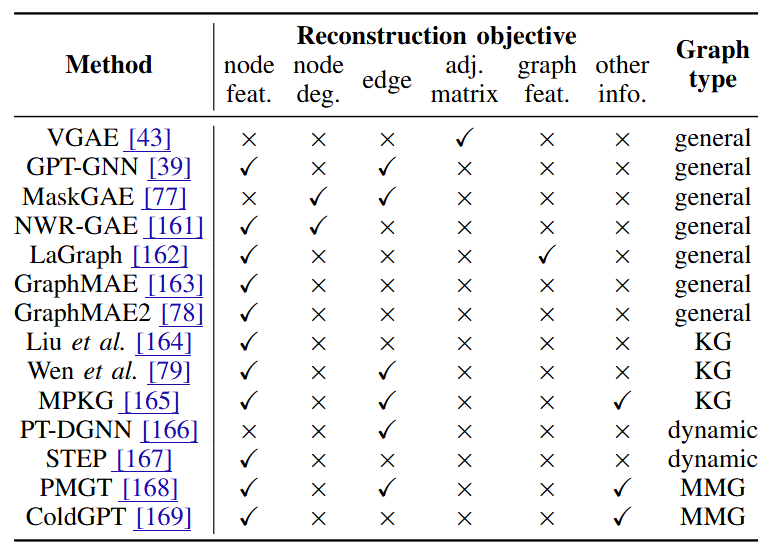 Method Reconstruction objective Graph type
node feat. node deg. edge adj. matrix graph feat. other info.
VGAE [43] × × × ✓ × × general
GPT-GNN [39] ✓ × ✓ × × × general
MaskGAE [77] × ✓ ✓ × × × general
NWR-GAE [161] ✓ ✓ × × × × general
LaGraph [162] ✓ × × × ✓ × general
GraphMAE [163] ✓ × × × × × general
GraphMAE2 [78] ✓ × × × × × general
Liu et al. [164] ✓ × × × × × KG
Wen et al. [79] ✓ × ✓ × × × KG
MPKG [165] ✓ × ✓ × × ✓ KG
PT-DGNN [166] × × ✓ × × × dynamic
STEP [167] ✓ × × × × × dynamic
PMGT [168] ✓ × ✓ × × ✓ MMG
ColdGPT [169] ✓ × × × × ✓ MMG